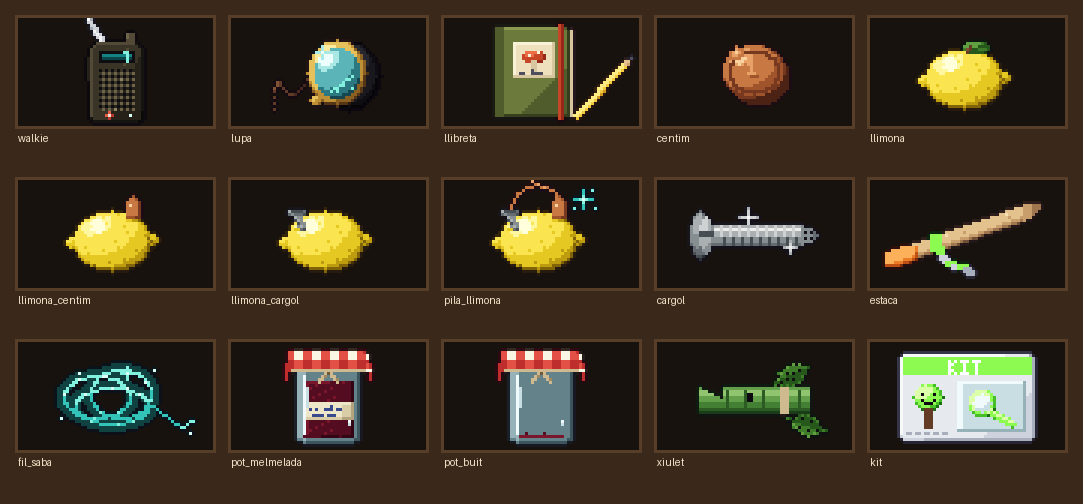 walkie
lupa
llibreta
centim
llimona
llimona_centim
llimona_cargol
pila_llimona
cargol
estaca
KIT
fil_saba
pot_melmelada
pot_buit
xiulet
kit